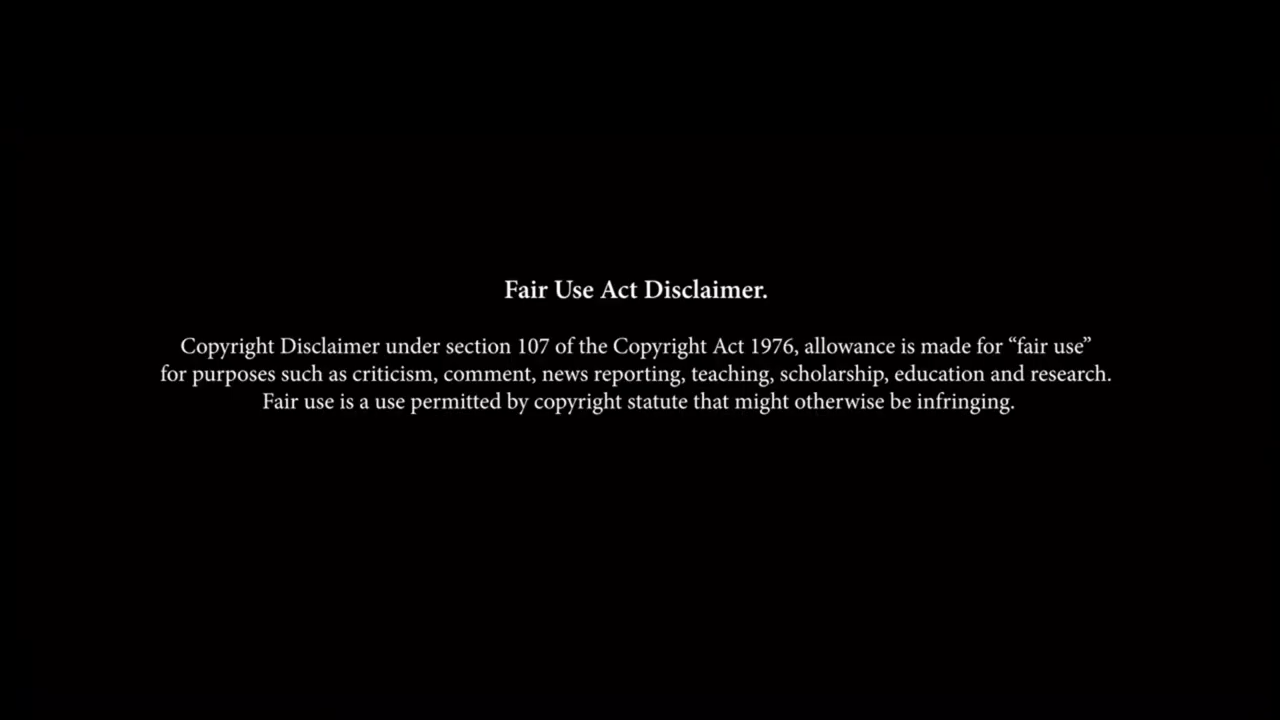 Fair Use Act Disclaimer.
Copyright Disclaimer under section 107 of the Copyright Act 1976, allowance is made for “fair use”
for purposes such as criticism, comment, news reporting, teaching, scholarship, education and research.
Fair use is a use permitted by copyright statute that might otherwise be infringing.